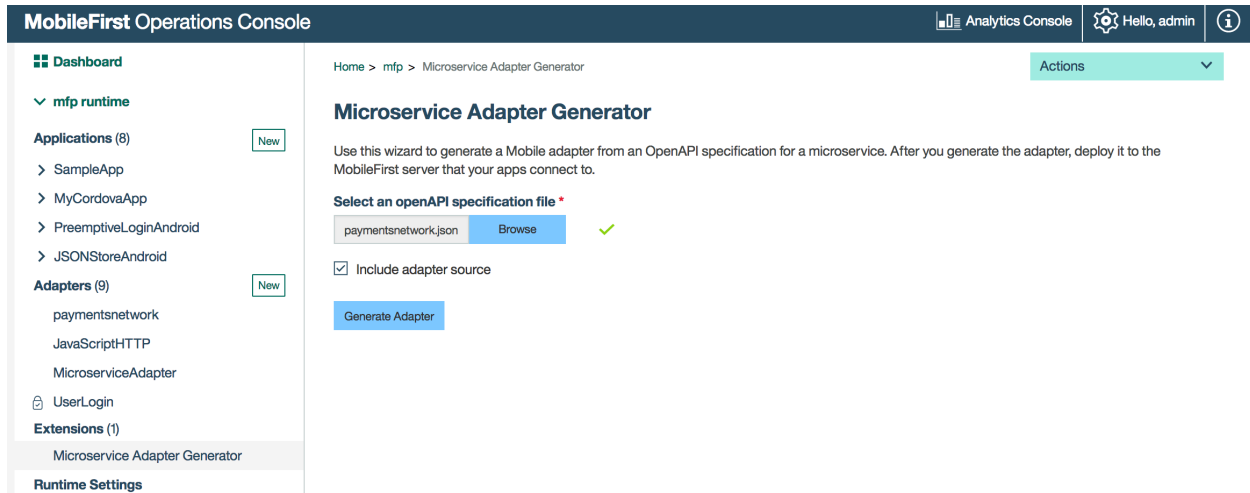 MobileFirst Operations Console
Analytics Console
Hello, admin
Dashboard
mfp runtime
Applications (8)
New
SampleApp
MyCordovaApp
PreemptiveLoginAndroid
JSONStoreAndroid
Adapters (9)
New
paymentsnetwork
JavaScriptHTTP
MicroserviceAdapter
UserLogin
Extensions (1)
Microservice Adapter Generator
Runtime Settings
Home > mfp > Microservice Adapter Generator
Actions
Microservice Adapter Generator
Use this wizard to generate a Mobile adapter from an OpenAPI specification for a microservice. After you generate the adapter, deploy it to the
MobileFirst server that your apps connect to.
Select an openAPI specification file *
paymentsnetwork.json
Browse
Include adapter source
Generate Adapter